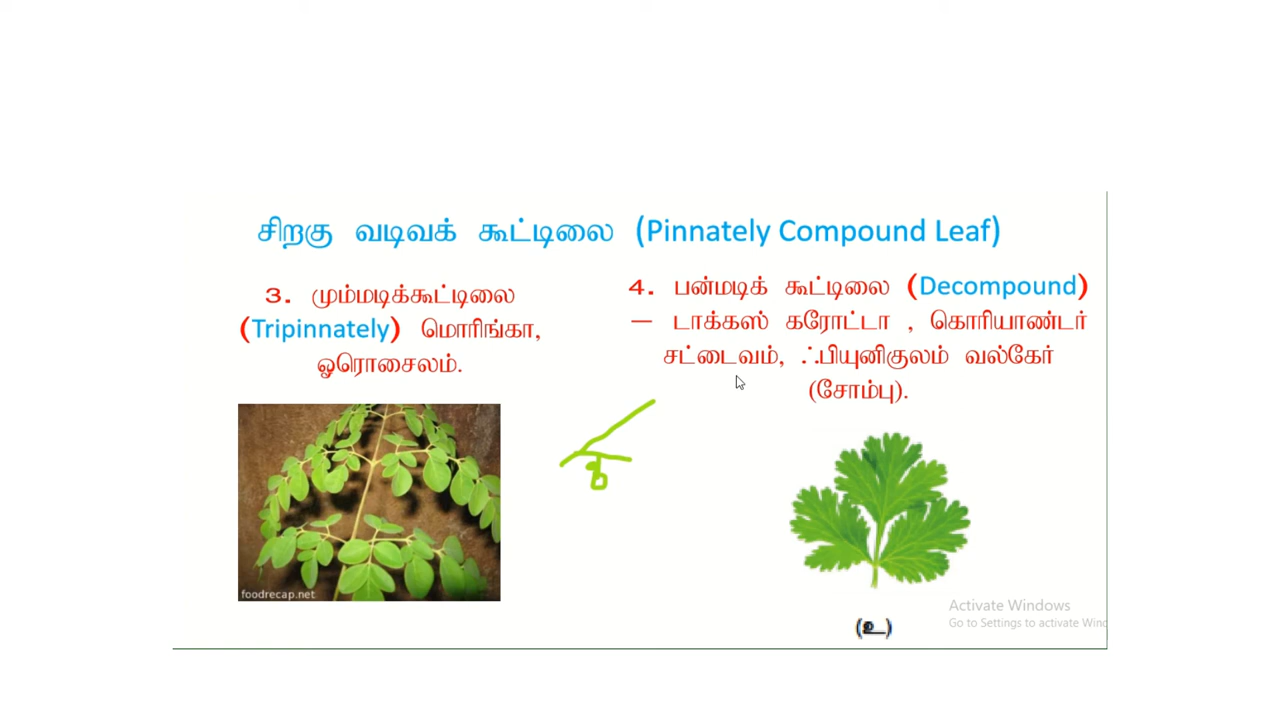 சிறகு வடிவக் கூட்டிலை (Pinnately Compound Leaf)
3. மும்மடிக்கூட்டிலை
(Tripinnately) மொரிங்கா,
ஓரொசைலம்.
4. பன்மடிக் கூட்டிலை (Decompound)
– டாக்கஸ் கரோட்டா , கொரியாண்டர்
சட்டைவம், ஃபியுனிகுலம் வல்கேர்
(சோம்பு).
foodrecap.net
(உ)
Activate Windows
Go to Settings to activate Wind